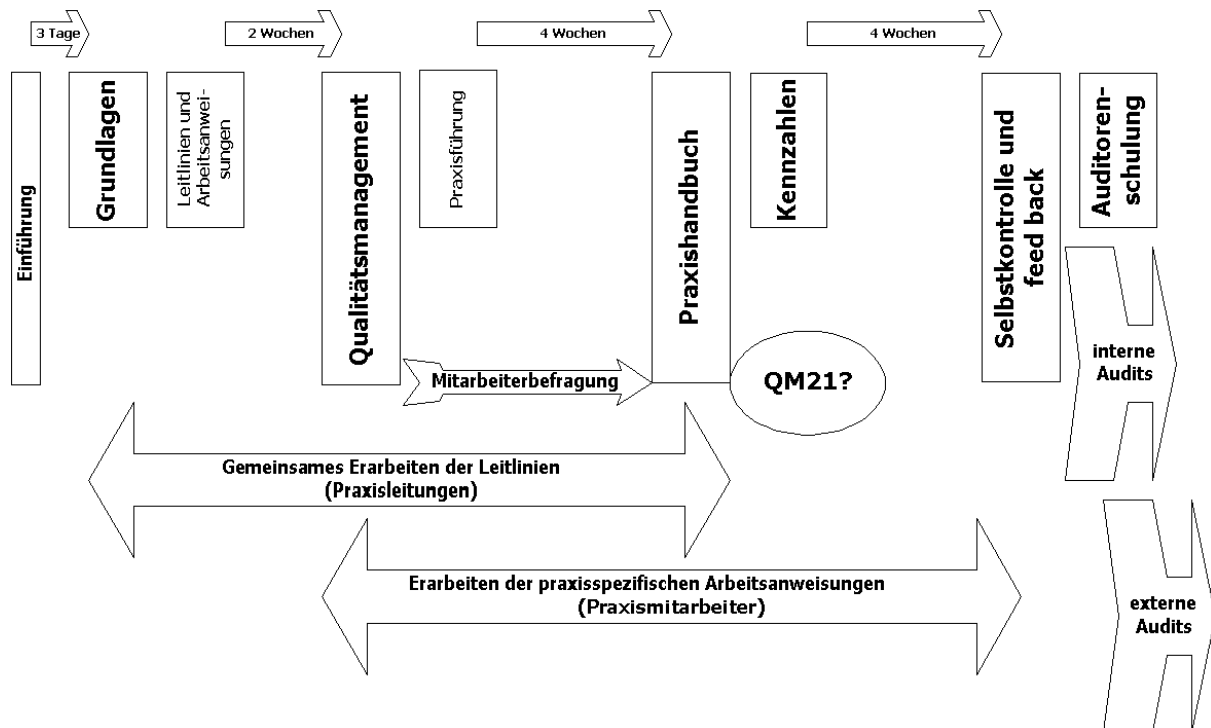 3 Tage
2 Wochen
4 Wochen
4 Wochen
Einführung
Grundlagen
Leitlinien und
Arbeitsanwei-
sungen
Qualitätsmanagement
Praxisführung
Praxishandbuch
Kennzahlen
Selbstkontrolle und
feed back
Auditoren-
schulung
Mitarbeiterbefragung
QM21?
interne
Audits
Gemeinsames Erarbeiten der Leitlinien
(Praxisleitungen)
Erarbeiten der praxisspezifischen Arbeitsanweisungen
(Praxismitarbeiter)
externe
Audits